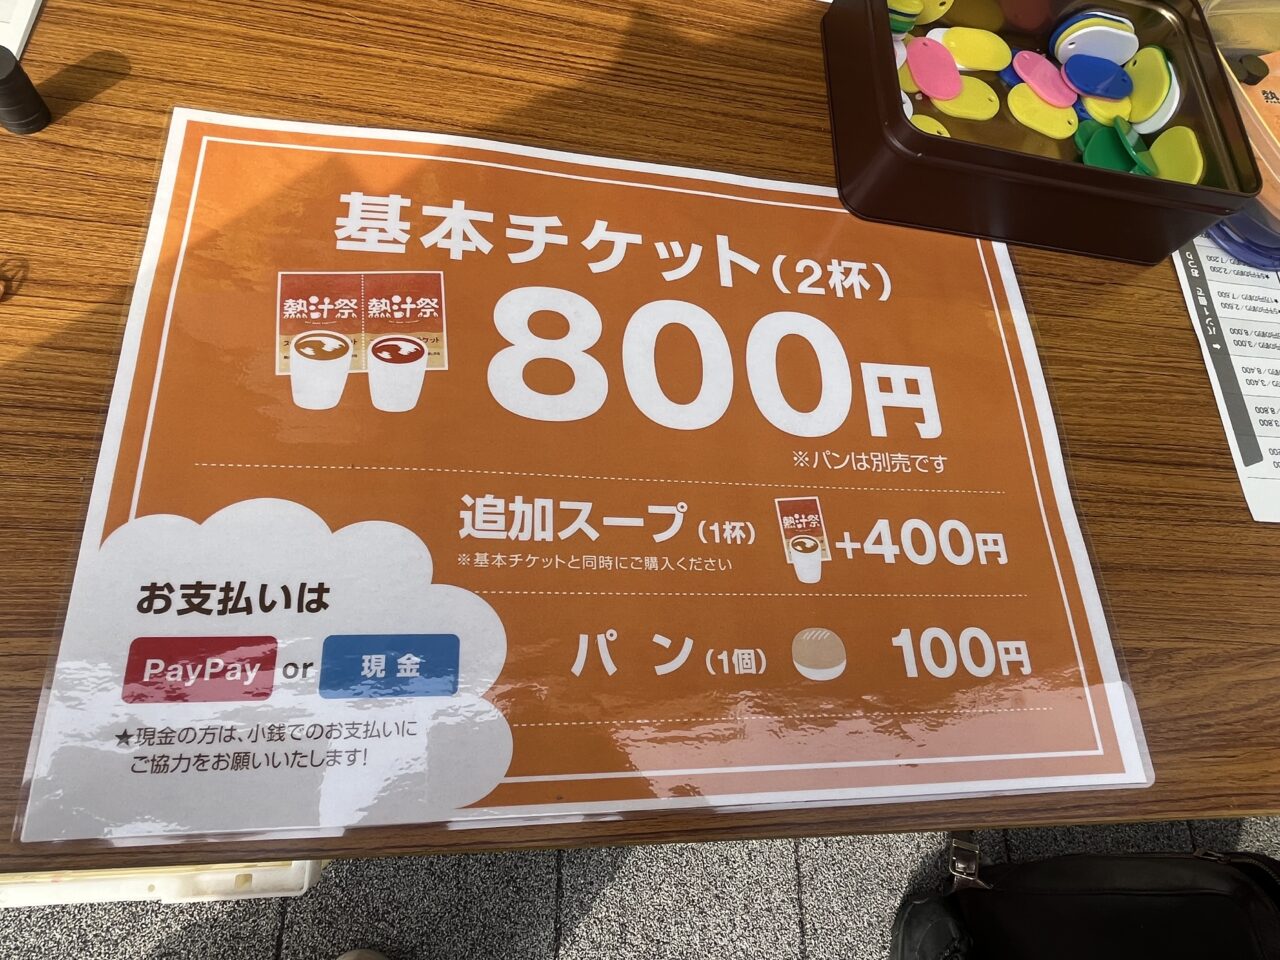 基本チケット(2杯)
熱汁祭 熱汁祭
800円
※パンは別売です
追加スープ(1杯)
熱汁祭
+400円
※基本チケットと同時にご購入ください
パン(1個)
100円
お支払いは
PayPay or 現金
★現金の方は、小銭でのお支払いに
ご協力をお願いいたします!
熱